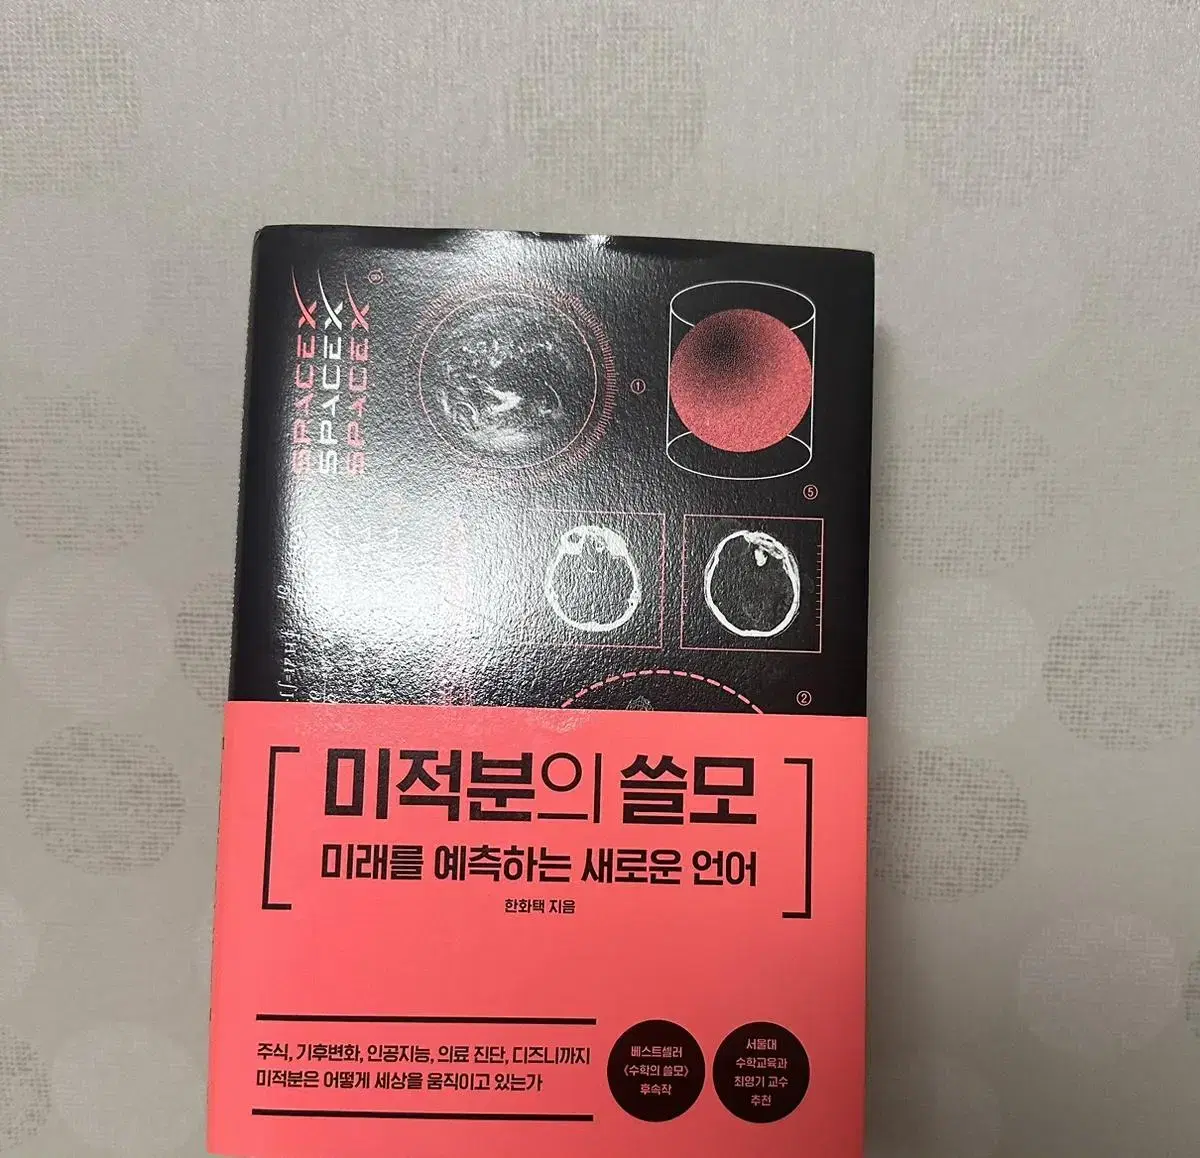 SPACEX
SPACEX
SPACEX
①
⑤
②
미적분의 쓸모
미래를 예측하는 새로운 언어
한화택 지음
주식, 기후변화, 인공지능, 의료 진단, 디즈니까지
미적분은 어떻게 세상을 움직이고 있는가
베스트셀러
《수학의 쓸모》
후속작
서울대
수학교육과
최영기 교수
추천